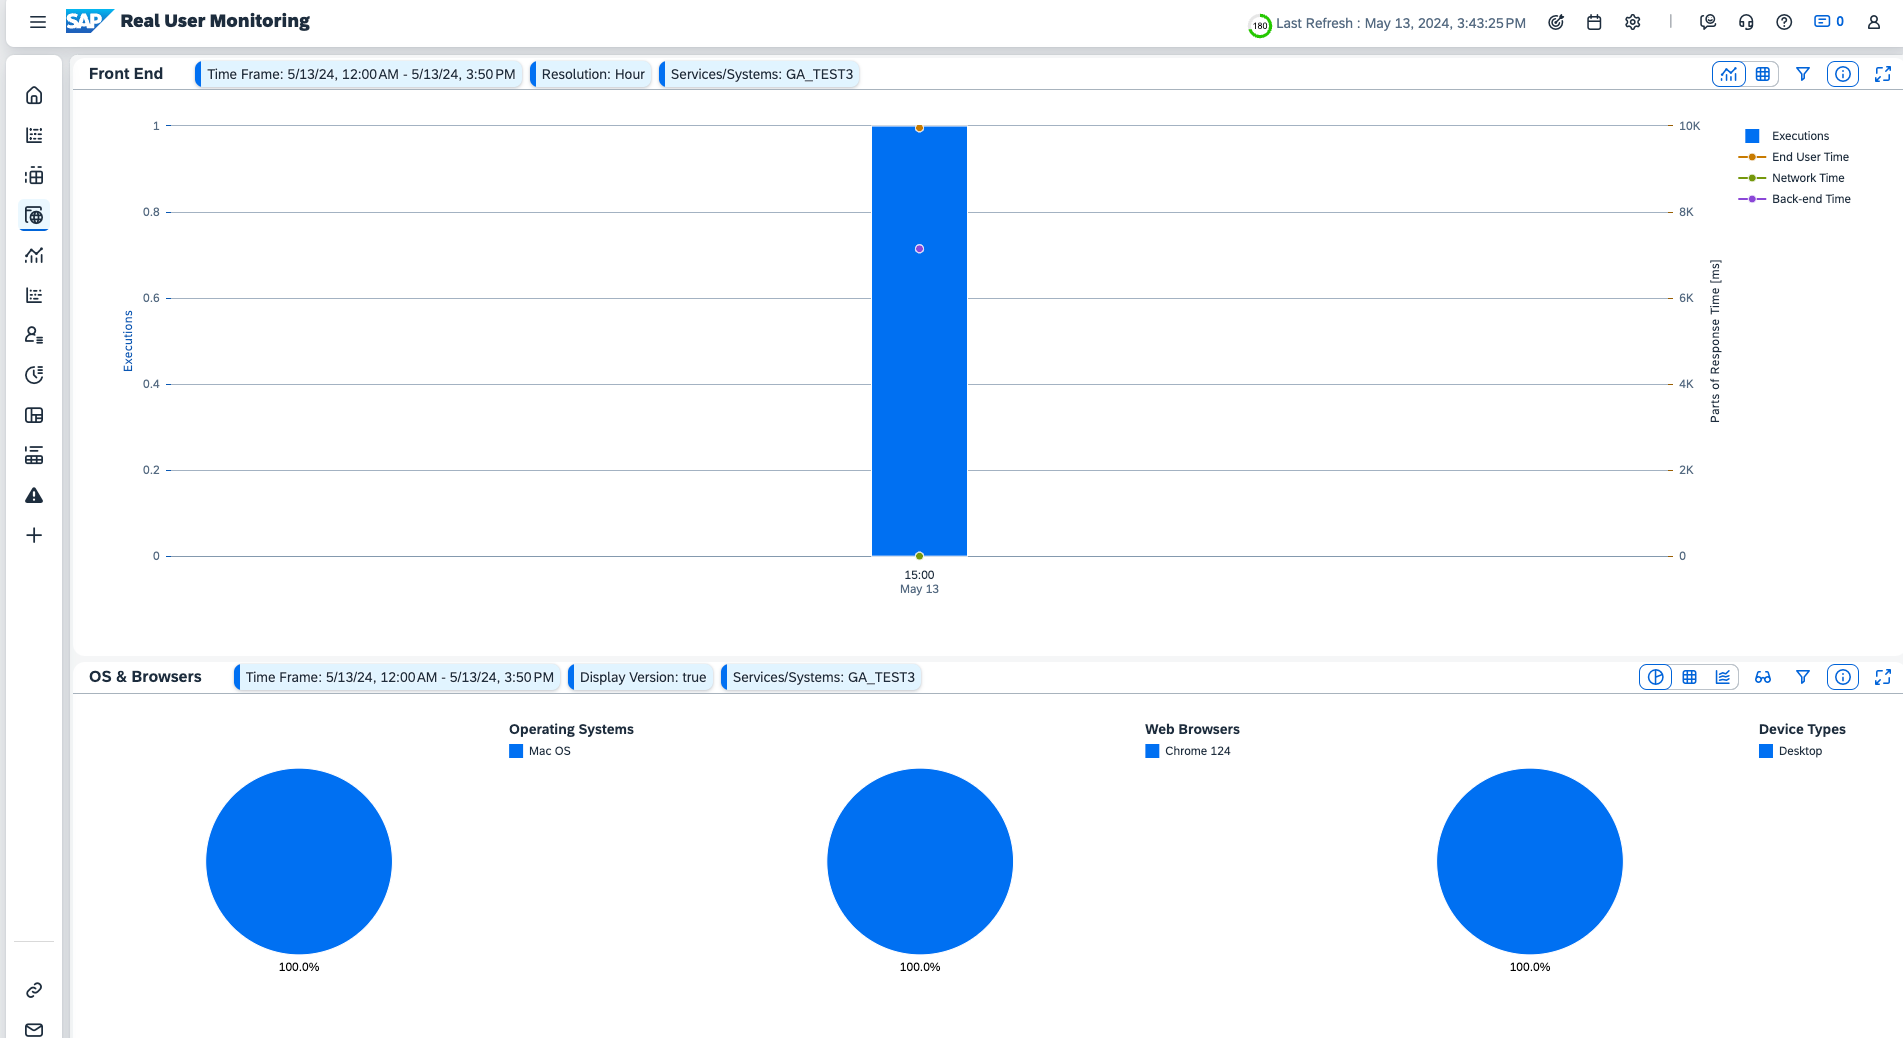 SAP Real User Monitoring
180 Last Refresh : May 13, 2024, 3:43:25 PM
0
Front End
Time Frame: 5/13/24, 12:00 AM - 5/13/24, 3:50 PM
Resolution: Hour
Services/Systems: GA_TEST3
1
0.8
0.6
0.4
0.2
0
Executions
10K
8K
6K
4K
2K
0
Parts of Response Time [ms]
15:00
May 13
Executions
End User Time
Network Time
Back-end Time
OS & Browsers
Time Frame: 5/13/24, 12:00 AM - 5/13/24, 3:50 PM
Display Version: true
Services/Systems: GA_TEST3
Operating Systems
Mac OS
100.0%
Web Browsers
Chrome 124
100.0%
Device Types
Desktop
100.0%